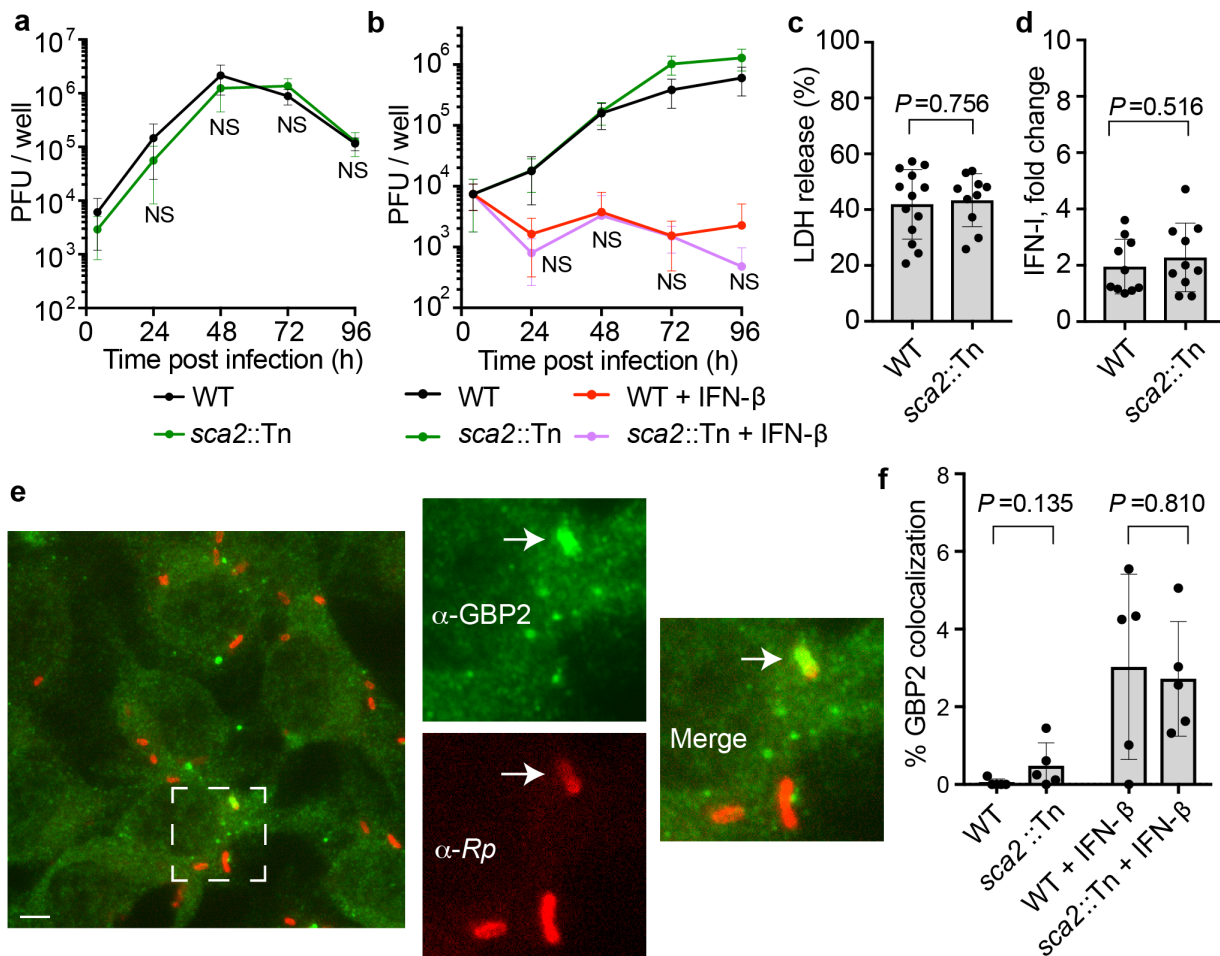 a
10⁷
10⁶
10⁵
10⁴
10³
10²
PFU / well
NS
NS
NS
NS
0 24 48 72 96
Time post infection (h)
WT
sca2::Tn
b
10⁶
10⁵
10⁴
10³
10²
PFU / well
NS
NS
NS
NS
0 24 48 72 96
Time post infection (h)
WT
WT + IFN-β
sca2::Tn
sca2::Tn + IFN-β
c
100
80
60
40
20
0
LDH release (%)
P=0.756
WT
sca2::Tn
d
10
8
6
4
2
0
IFN-I, fold change
P=0.516
WT
sca2::Tn
e
α-GBP2
α-Rp
Merge
f
8
6
4
2
0
% GBP2 colocalization
P=0.135
P=0.810
WT
sca2::Tn
WT + IFN-β
sca2::Tn + IFN-β